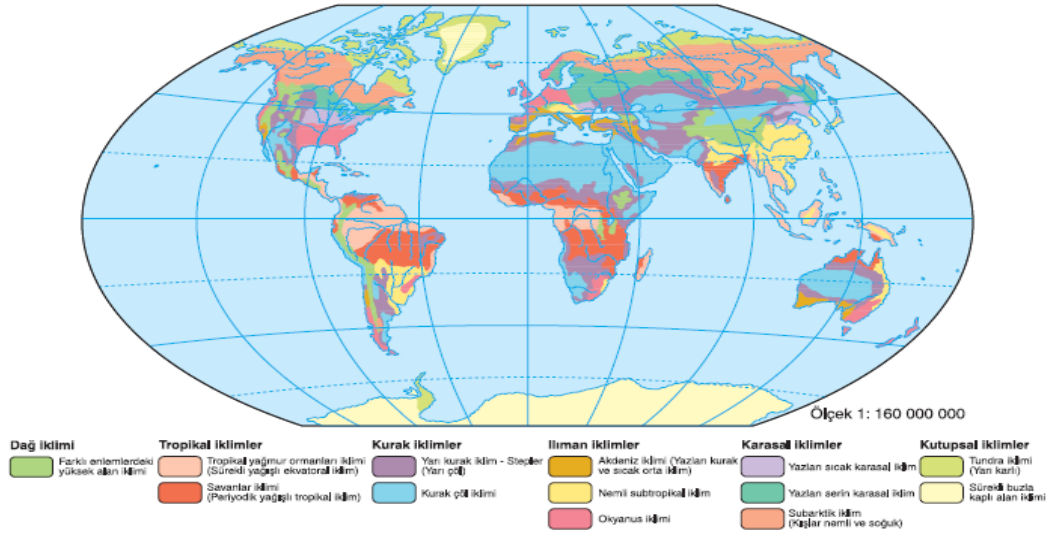 Ölçek 1: 160 000 000
Dağ iklimi
Farklı enlemlerdeki
yüksek alan iklimi
Tropikal iklimler
Tropikal yağmur ormanları iklimi
(Sürekli yağışlı ekvatoral iklim)
Savanlar iklimi
(Periyodik yağışlı tropikal iklim)
Kurak iklimler
Yarı kurak iklim - Stepler
(Yarı çöl)
Kurak çöl iklimi
Ilıman iklimler
Akdeniz iklimi (Yazları kurak
ve sıcak orta iklim)
Nemli subtropikal iklim
Okyanus iklimi
Karasal iklimler
Yazları sıcak karasal iklim
Yazları serin karasal iklim
Subarktik iklim
(Kışlar nemli ve soğuk)
Kutupsal iklimler
Tundra iklimi
(Yarı karlı)
Sürekli buzla
kaplı alan iklimi